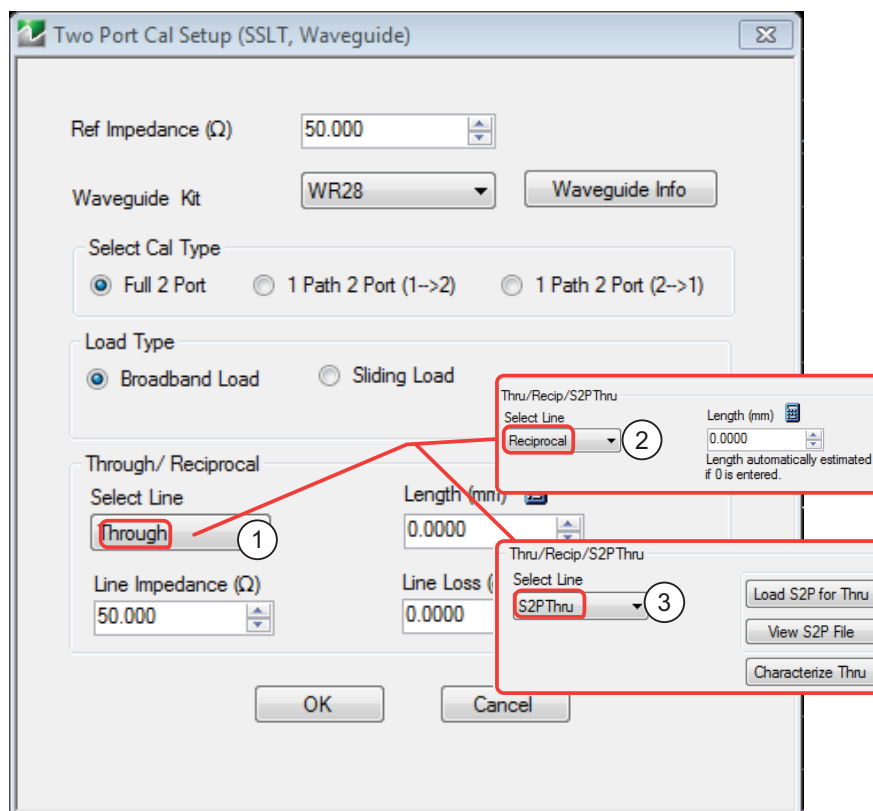 Two Port Cal Setup (SSLT, Waveguide)
Ref Impedance (Ω)
50.000
Waveguide Kit
WR28
Waveguide Info
Select Cal Type
Full 2 Port
1 Path 2 Port (1-->2)
1 Path 2 Port (2-->1)
Load Type
Broadband Load
Sliding Load
Thru/Recip/S2PThru
Select Line
Length (mm)
Reciprocal
2
0.0000
Length automatically estimated
if 0 is entered.
Through/ Reciprocal
Select Line
Length (mm)
Through
1
0.0000
Line Impedance (Ω)
Line Loss (
50.000
0.0000
Thru/Recip/S2PThru
Select Line
S2PThru
3
Load S2P for Thru
View S2P File
Characterize Thru
OK
Cancel